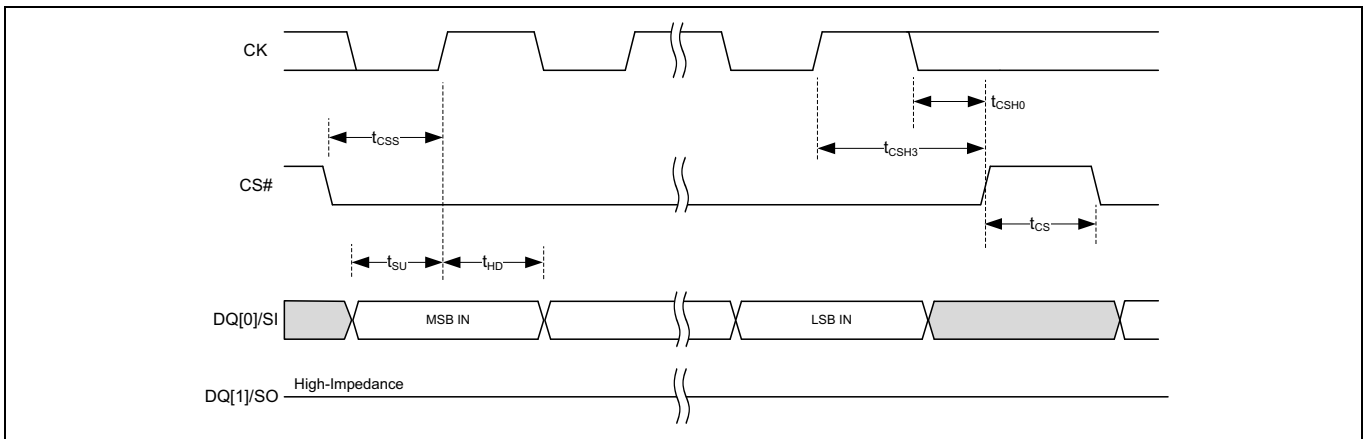 CK
tCSH0
tCSS
tCSH3
CS#
tCS
tSU
tHD
DQ[0]/SI
MSB IN
LSB IN
High-Impedance
DQ[1]/SO